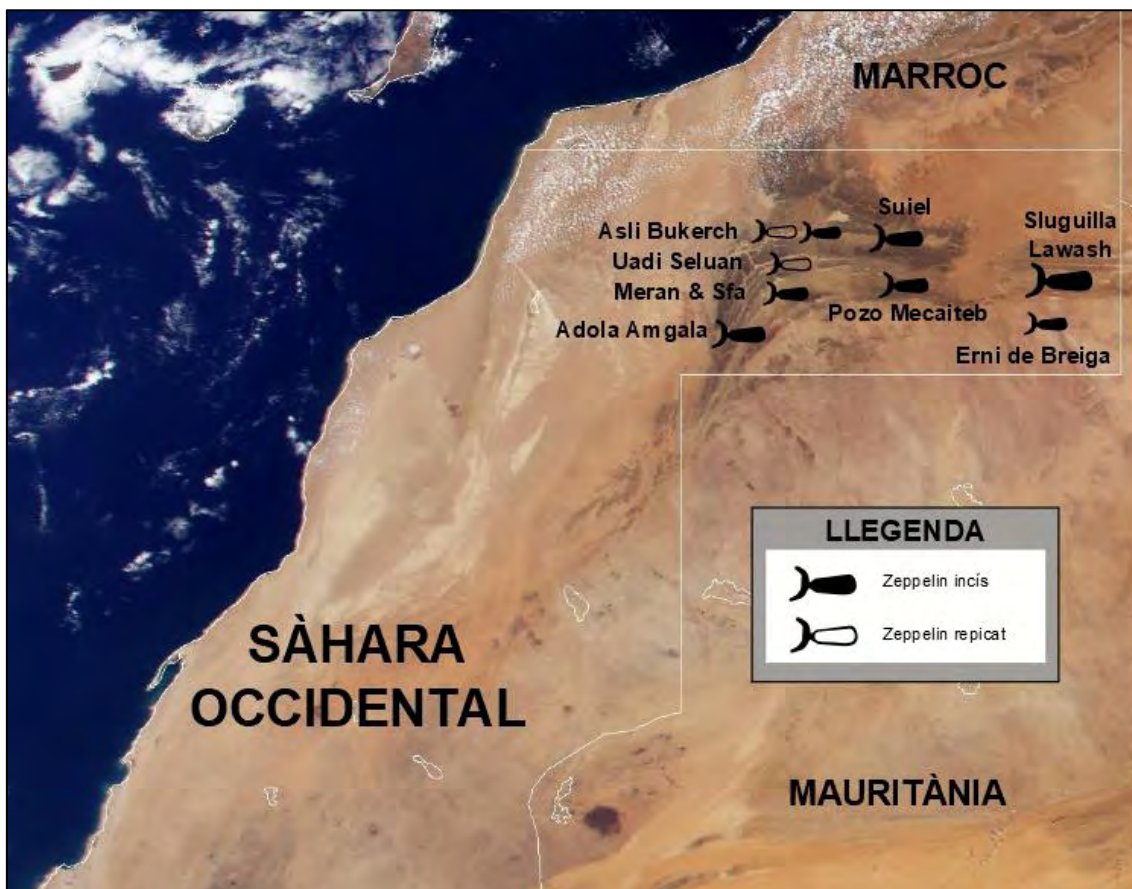 MARROC
Suiel
Sluguilla
Lawash
Asli Bukerch
Uadi Seluan
Meran & Sfa
Pozo Mecaiteb
Adola Amgala
Erni de Breiga
LLEGENDA
Zeppelin incís
Zeppelin repicat
SÀHARA
OCCIDENTAL
MAURITÀNIA